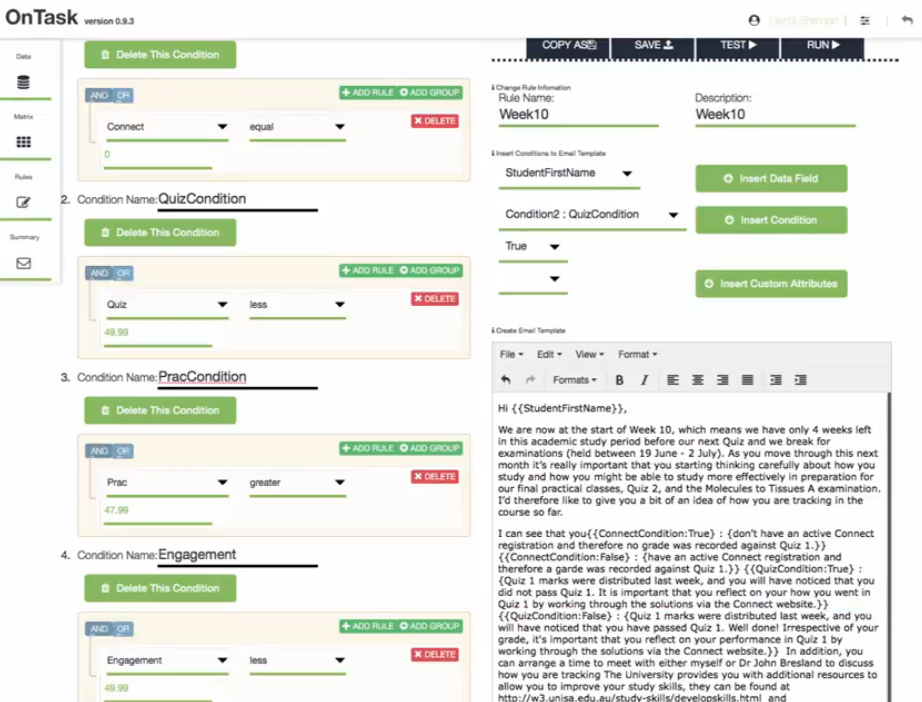 OnTask version 0.9.3
Data
Matrix
Rules
Summary
Delete This Condition
AND OR
ADD RULE ADD GROUP
Connect equal
DELETE
0
2. Condition Name:QuizCondition
Delete This Condition
AND OR
ADD RULE ADD GROUP
Quiz less
DELETE
49.99
3. Condition Name:PracCondition
Delete This Condition
AND OR
ADD RULE ADD GROUP
Prac greater
DELETE
47.99
4. Condition Name:Engagement
Delete This Condition
AND OR
ADD RULE ADD GROUP
Engagement less
DELETE
49.99
COPY AS SAVE TEST RUN
Change Rule Infomation
Rule Name: Description:
Week10 Week10
Insert Conditions to Email Template
StudentFirstName Insert Data Field
Condition2 : QuizCondition Insert Condition
True
Insert Custom Attributes
Create Email Template
File Edit View Format
Formats B I
Hi {{StudentFirstName}},
We are now at the start of Week 10, which means we have only 4 weeks left
in this academic study period before our next Quiz and we break for
examinations (held between 19 June - 2 July). As you move through this next
month it's really important that you starting thinking carefully about how you
study and how you might be able to study more effectively in preparation for
our final practical classes, Quiz 2, and the Molecules to Tissues A examination.
I'd therefore like to give you a bit of an idea of how you are tracking in the
course so far.
I can see that you{{ConnectCondition:True} : {don't have an active Connect
registration and therefore no grade was recorded against Quiz 1.}}
{{ConnectCondition:False} : {have an active Connect registration and
therefore a garde was recorded against Quiz 1.}} {{QuizCondition:True} :
{Quiz 1 marks were distributed last week, and you will have noticed that you
did not pass Quiz 1. It is important that you reflect on your how you went in
Quiz 1 by working through the solutions via the Connect website.}}
{{QuizCondition:False} : {Quiz 1 marks were distributed last week, and you
will have noticed that you have passed Quiz 1. Well done! Irrespective of your
grade, it's important that you reflect on your performance in Quiz 1 by
working through the solutions via the Connect website.}} In addition, you
can arrange a time to meet with either myself or Dr John Bresland to discuss
how you are tracking The University provides you with additional resources to
allow you to improve your study skills, they can be found at
http://w3.unisa.edu.au/study-skills/developskills.html and